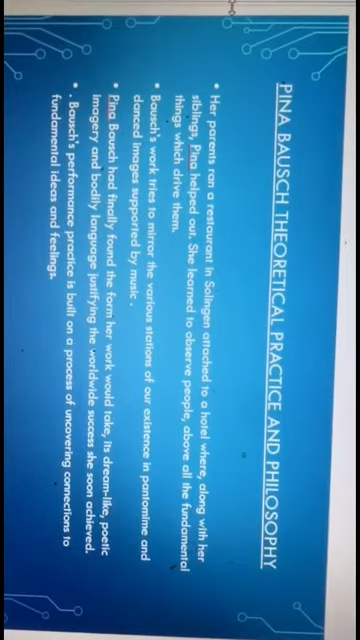 PINA BAUSCH THEORETICAL PRACTICE AND PHILOSOPHY
• Her parents ran a restaurant in Solingen attached to a hotel where, along with her
siblings, Pina helped out. She learned to observe people, above all the fundamental
things which drive them.
• Bausch's work tries to mirror the various stations of our existence in pantomime and
danced images supported by music .
• Pina Bausch had finally found the form her work would take, its dream-like, poetic
imagery and bodily language justifying the worldwide success she soon achieved.
• . Bausch's performance practice is built on a process of uncovering connections to
fundamental ideas and feelings.